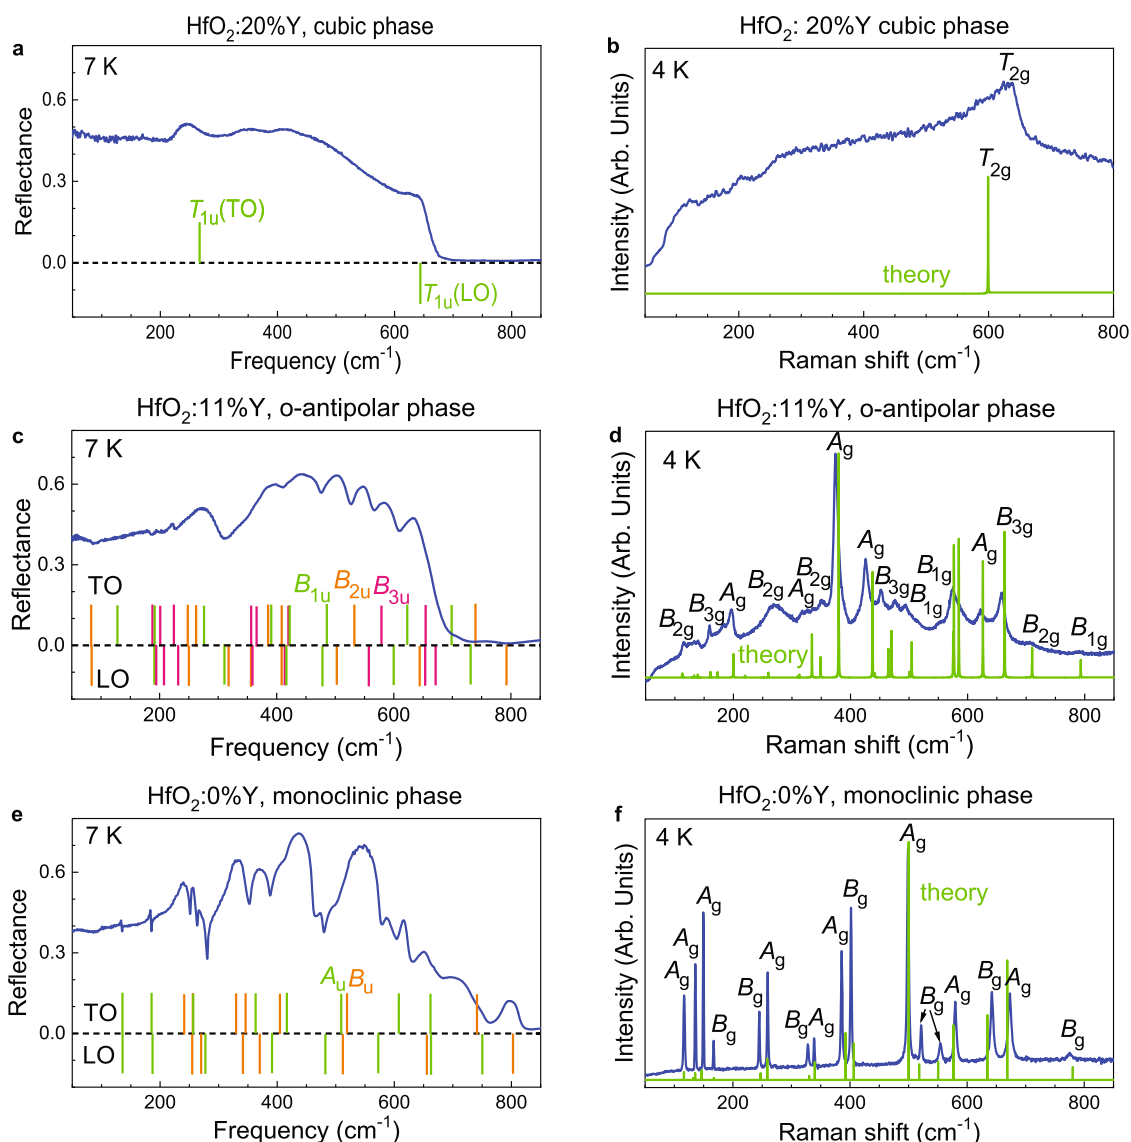 HfO2:20%Y, cubic phase
a
7 K
Reflectance
0.6
0.3
0.0
T1u(TO)
T1u(LO)
200 400 600 800
Frequency (cm-1)
HfO2: 20%Y cubic phase
b
4 K
Intensity (Arb. Units)
T2g
T2g
theory
200 400 600 800
Raman shift (cm-1)
HfO2:11%Y, o-antipolar phase
c
7 K
Reflectance
0.6
0.3
0.0
TO
LO
B1u B2u B3u
200 400 600 800
Frequency (cm-1)
HfO2:11%Y, o-antipolar phase
d
4 K
Intensity (Arb. Units)
B2g B3g Ag B2g Ag B2g Ag Ag B3g B1g B1g Ag B3g B2g B1g
theory
200 400 600 800
Raman shift (cm-1)
HfO2:0%Y, monoclinic phase
e
7 K
Reflectance
0.6
0.3
0.0
TO
LO
Au Bu
200 400 600 800
Frequency (cm-1)
HfO2:0%Y, monoclinic phase
f
4 K
Intensity (Arb. Units)
Ag Ag Ag Bg Bg Ag Bg Ag Ag Bg Ag Bg Ag Bg Ag Bg
theory
200 400 600 800
Raman shift (cm-1)